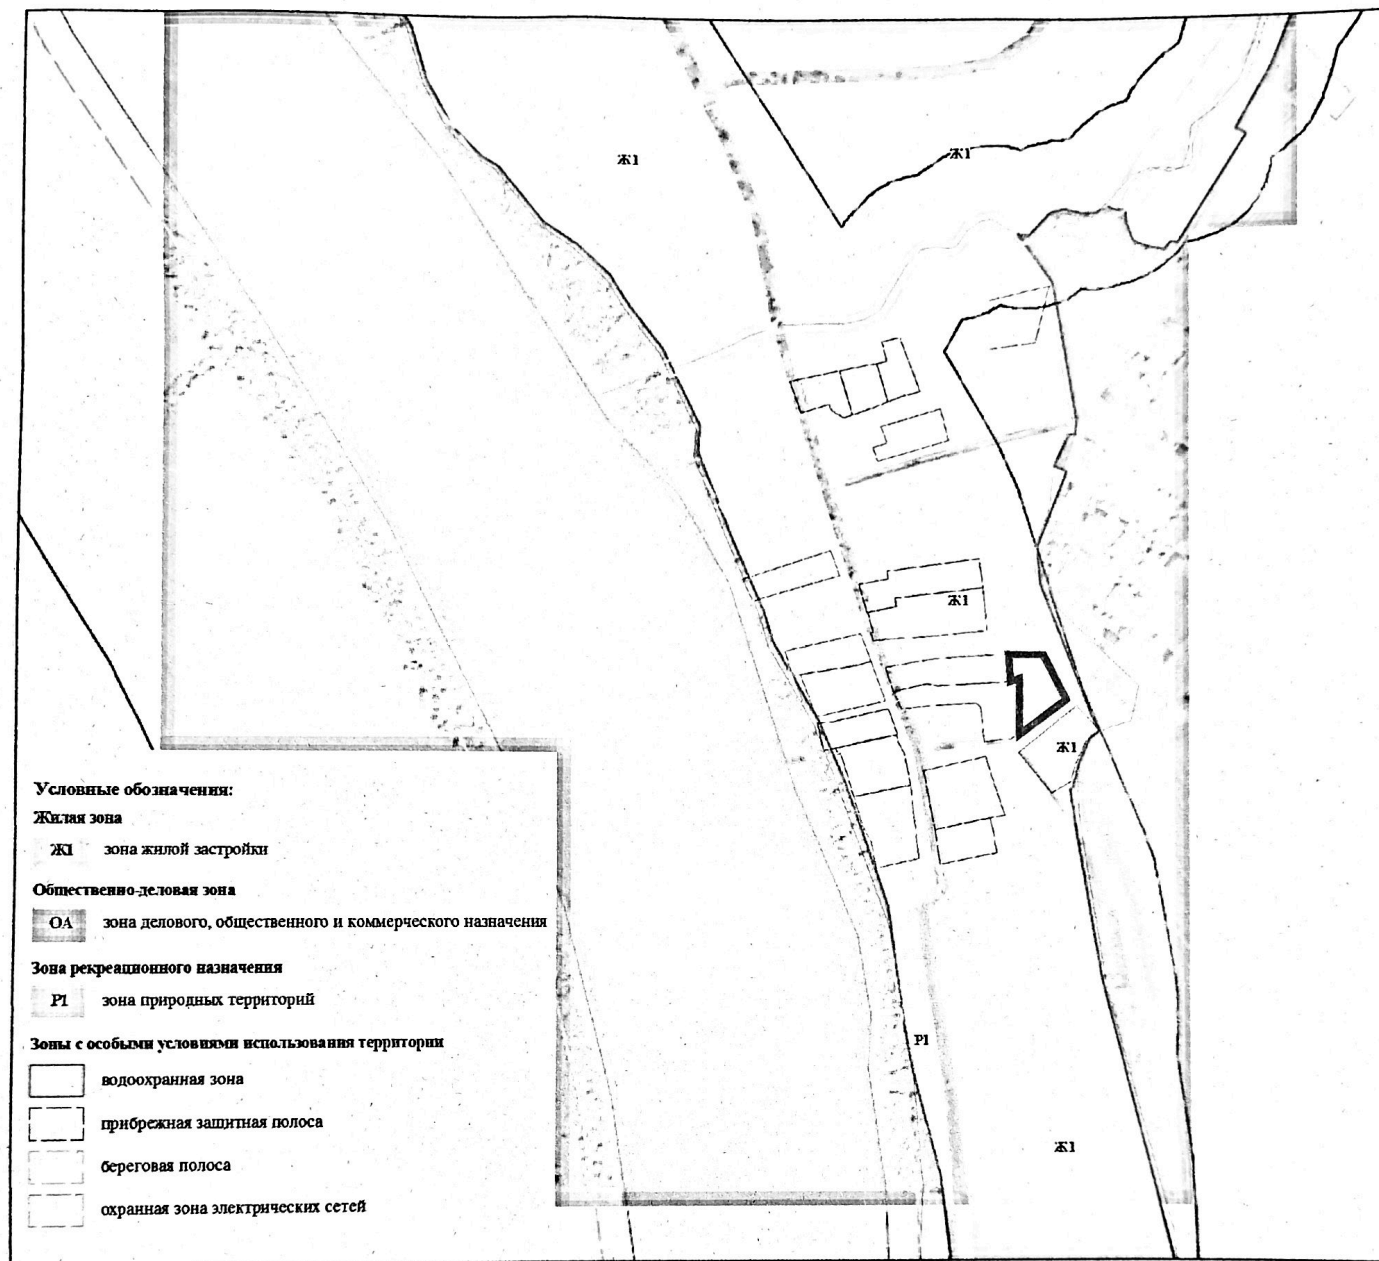 Ж1
Ж1
Ж1
Ж1
Р1
Ж1
Условные обозначения:
Жилая зона
Ж1 зона жилой застройки
Общественно-деловая зона
ОА зона делового, общественного и коммерческого назначения
Зона рекреационного назначения
Р1 зона природных территорий
Зоны с особыми условиями использования территории
водоохранная зона
прибрежная защитная полоса
береговая полоса
охранная зона электрических сетей